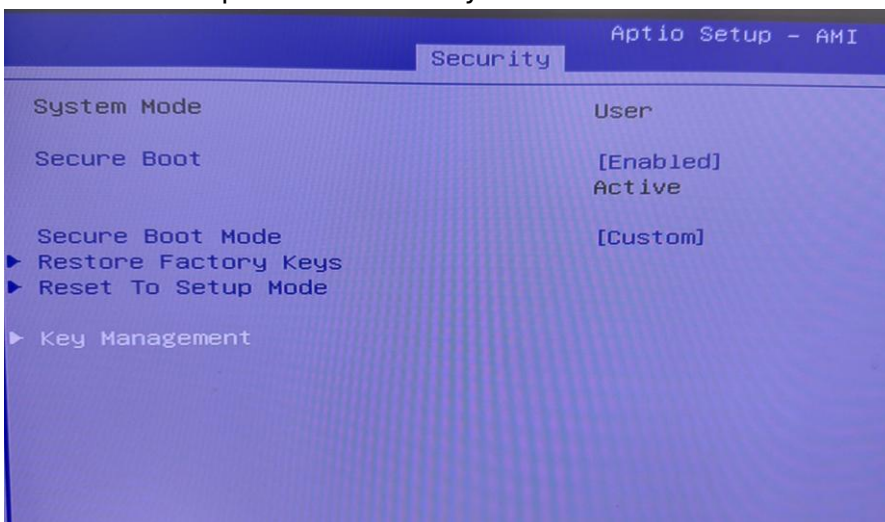 Aptio Setup - AMI
Security
System Mode User
Secure Boot [Enabled]
Active
Secure Boot Mode [Custom]
► Restore Factory Keys
► Reset To Setup Mode
► Key Management